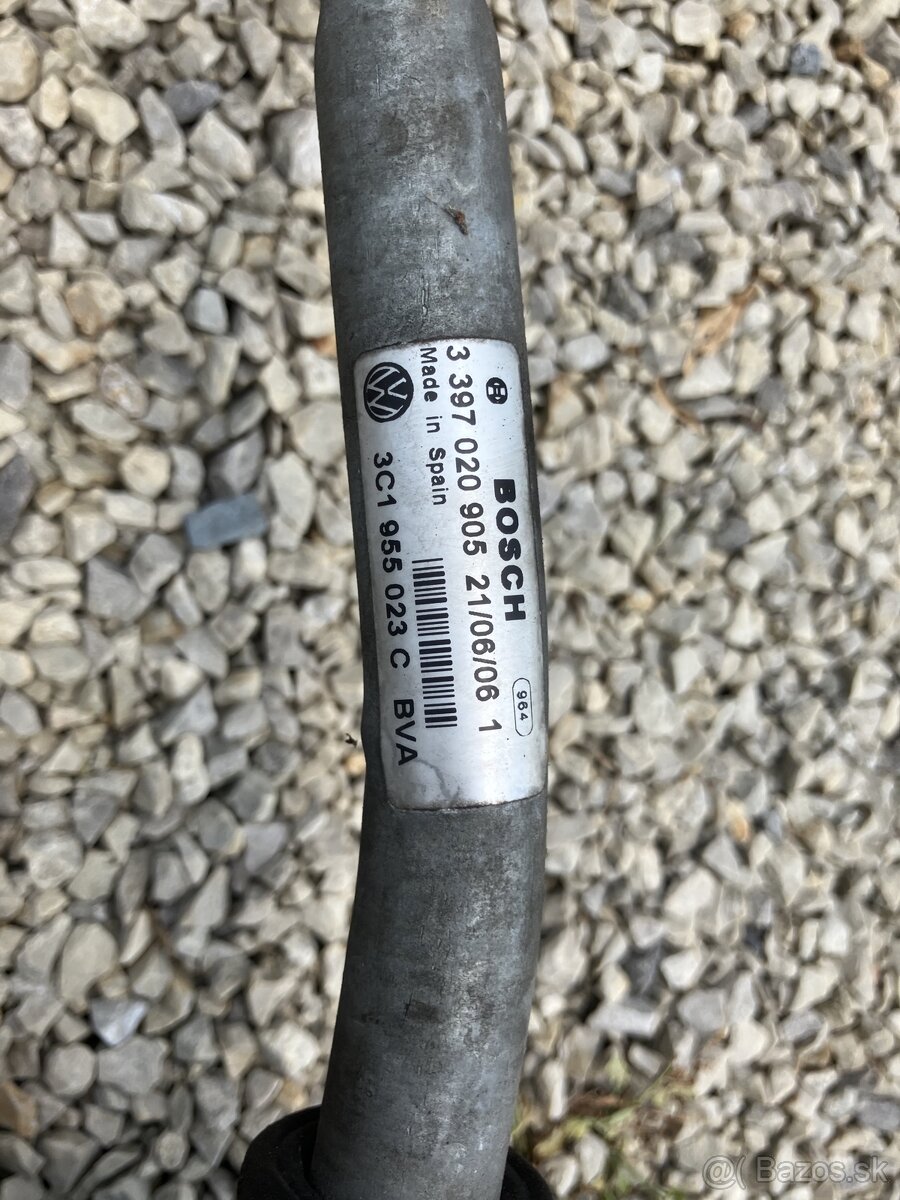 BOSCH 964
3 397 020 905 21/06/06 1
Made in Spain
VW 3C1 955 023 C BVA
@ Bazos.sk